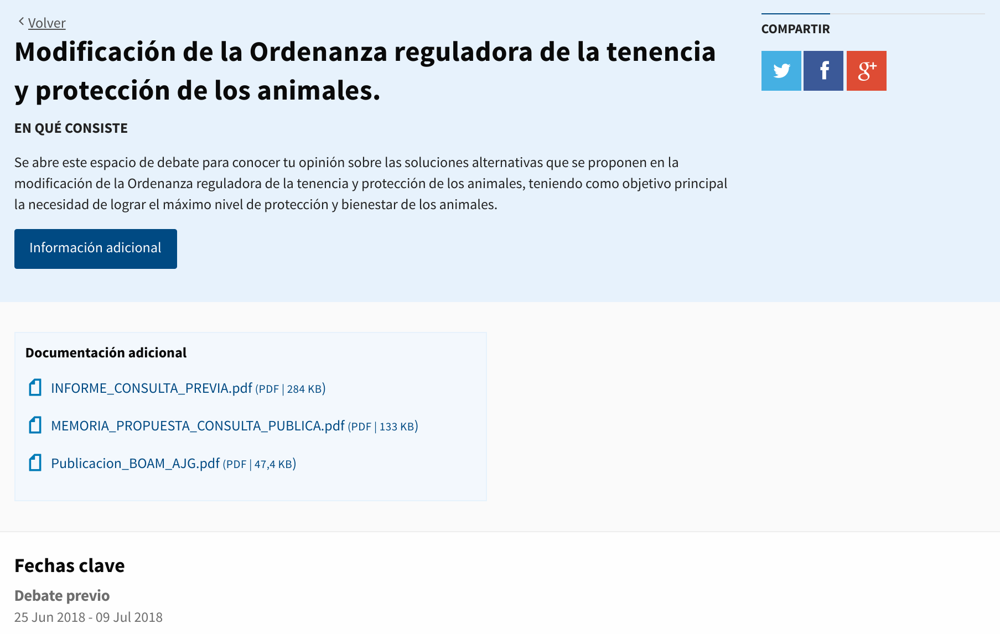 Volver
Modificación de la Ordenanza reguladora de la tenencia
y protección de los animales.
EN QUÉ CONSISTE
Se abre este espacio de debate para conocer tu opinión sobre las soluciones alternativas que se proponen en la
modificación de la Ordenanza reguladora de la tenencia y protección de los animales, teniendo como objetivo principal
la necesidad de lograr el máximo nivel de protección y bienestar de los animales.
Información adicional
COMPARTIR
f
g+
Documentación adicional
INFORME_CONSULTA_PREVIA.pdf (PDF | 284 KB)
MEMORIA_PROPUESTA_CONSULTA_PUBLICA.pdf (PDF | 133 KB)
Publicacion_BOAM_AJG.pdf (PDF | 47,4 KB)
Fechas clave
Debate previo
25 Jun 2018 - 09 Jul 2018